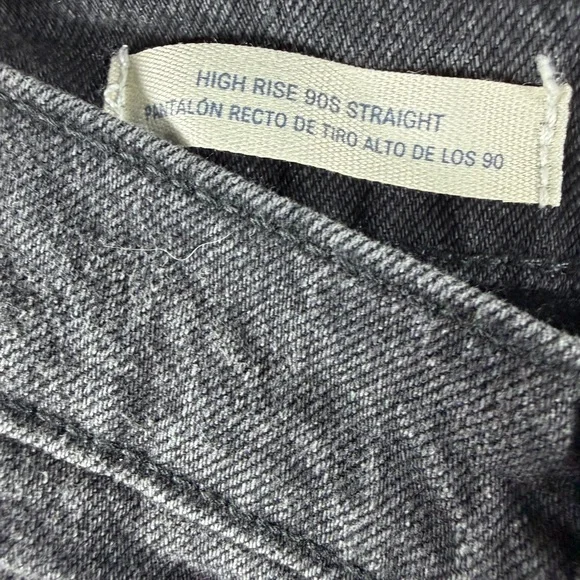 HIGH RISE 90S STRAIGHT
PANTALÓN RECTO DE TIRO ALTO DE LOS 90